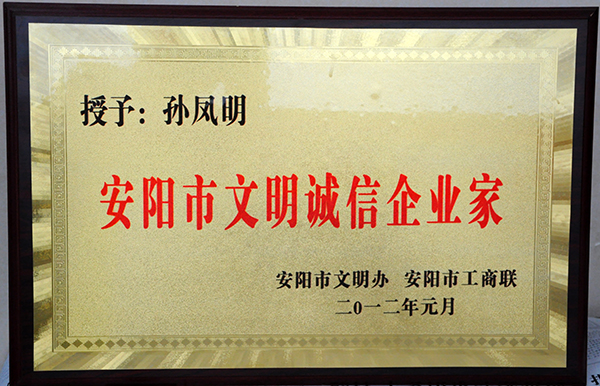 授予：孙凤明
安阳市文明诚信企业家
安阳市文明办 安阳市工商联
二0一二年元月